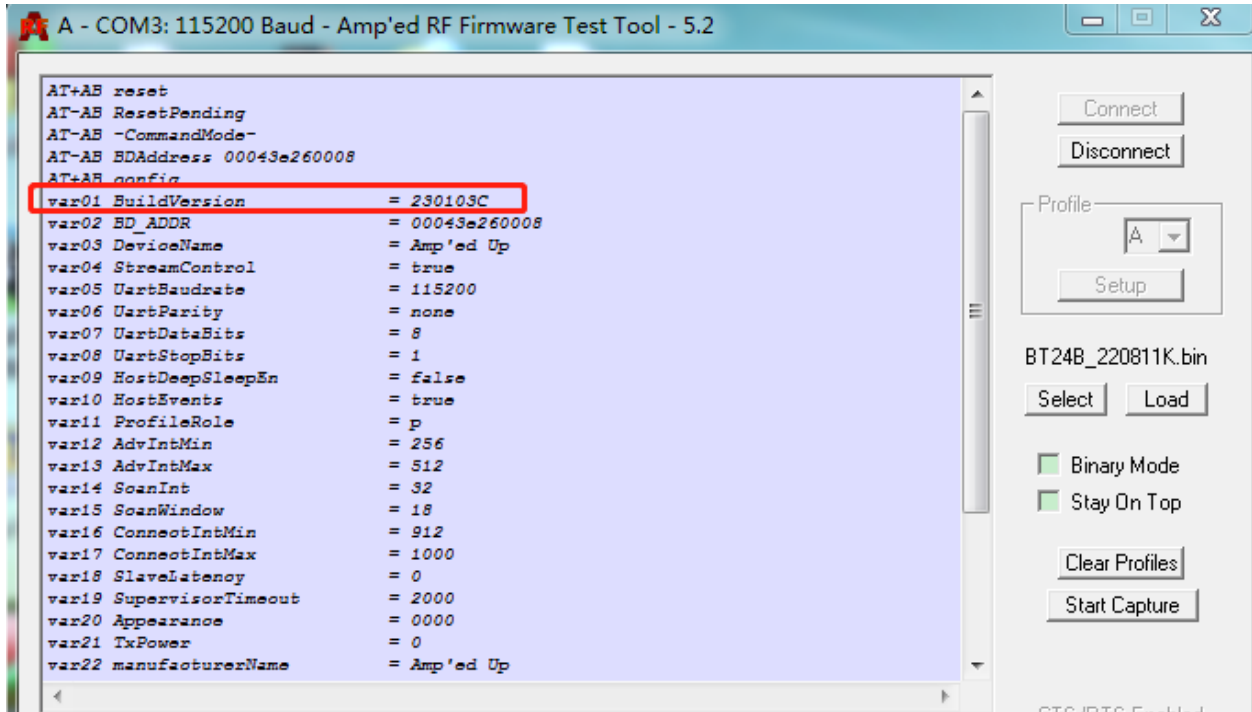 A - COM3: 115200 Baud - Amp'ed RF Firmware Test Tool - 5.2
AT+AB reset
AT-AB ResetPending
AT-AB -CommandMode-
AT-AB BDAddress 00043e260008
AT+AB config
var01 BuildVersion = 230103C
var02 BD_ADDR = 00043e260008
var03 DeviceName = Amp'ed Up
var04 StreamControl = true
var05 UartBaudrate = 115200
var06 UartParity = none
var07 UartDataBits = 8
var08 UartStopBits = 1
var09 HostDeepSleepEn = false
var10 HostEvents = true
var11 ProfileRole = p
var12 AdvIntMin = 256
var13 AdvIntMax = 512
var14 ScanInt = 32
var15 ScanWindow = 18
var16 ConnectIntMin = 912
var17 ConnectIntMax = 1000
var18 SlaveLatency = 0
var19 SupervisorTimeout = 2000
var20 Appearance = 0000
var21 TxPower = 0
var22 manufacturerName = Amp'ed Up
Connect
Disconnect
Profile
A
Setup
BT24B_220811K.bin
Select Load
Binary Mode
Stay On Top
Clear Profiles
Start Capture